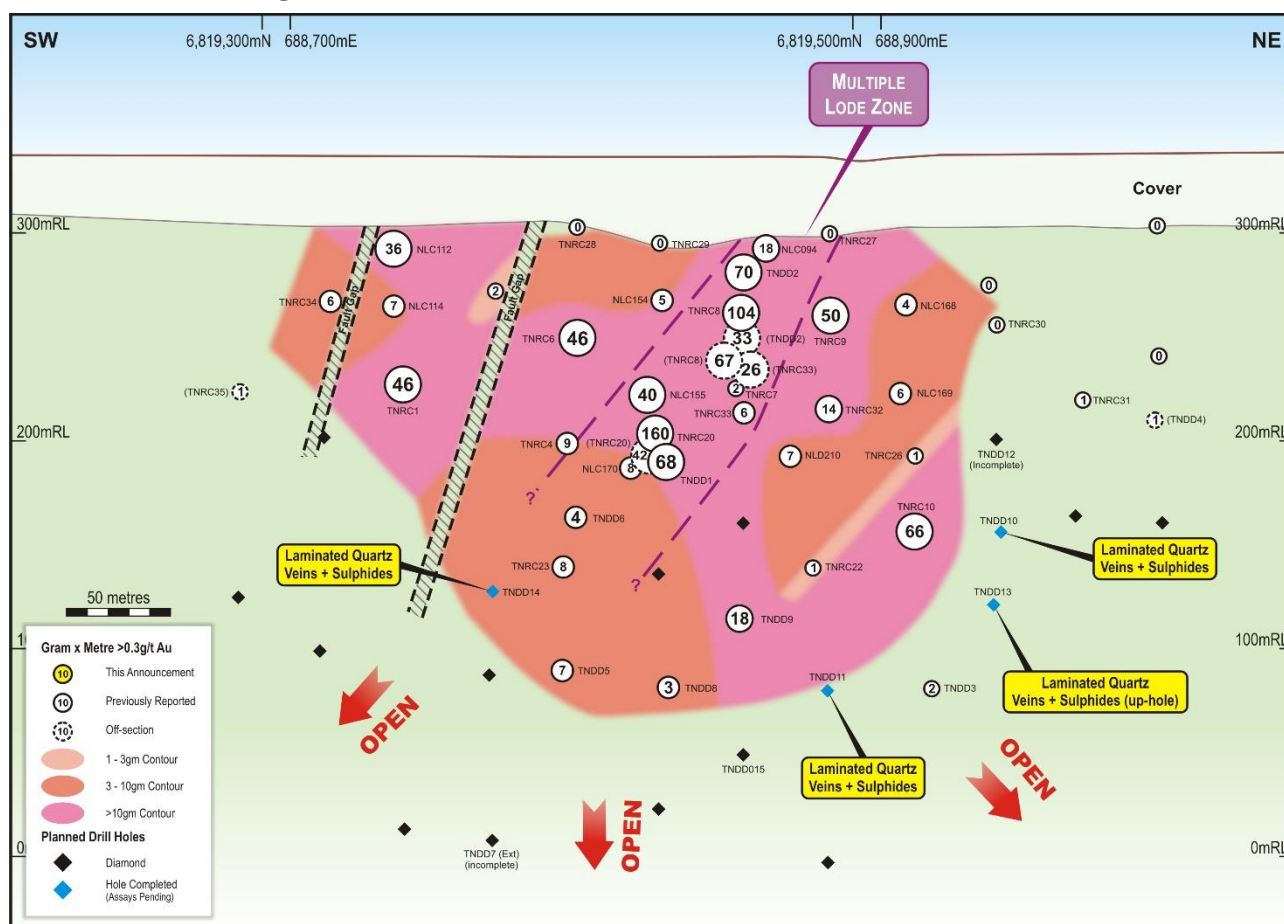 SW
6,819,300mN
688,700mE
6,819,500mN
688,900mE
NE
MULTIPLE
LODE ZONE
Cover
300mRL
300mRL
0
TNRC28
0
TNRC29
18
NLC094
0
TNRC27
0
36
NLC112
70
TNDD2
TNRC34
6
Fault Gap
7
NLC114
2
Fault Gap
NLC154
5
TNRC8
104
50
TNRC9
4
NLC168
0
0
TNRC30
TNRC6
46
33
(TNDD2)
(TNRC8)
67
26
(TNRC33)
0
(TNRC35)
1
46
TNRC1
40
NLC155
2
TNRC7
TNRC33
6
14
TNRC32
6
NLC169
1
TNRC31
1
(TNDD4)
200mRL
200mRL
TNRC4
9
(TNRC20)
160
TNRC20
42
NLC170
8
68
TNDD1
7
NLD210
TNRC26
1
TNDD12
(Incomplete)
?
4
TNDD6
TNRC10
66
TNDD10
Laminated Quartz
Veins + Sulphides
TNRC23
8
1
TNRC22
Laminated Quartz
Veins + Sulphides
?
TNDD14
TNDD13
50 metres
18
TNDD9
100mRL
7
TNDD5
3
TNDD8
TNDD11
2
TNDD3
Laminated Quartz
Veins + Sulphides (up-hole)
OPEN
TNDD015
Laminated Quartz
Veins + Sulphides
OPEN
OPEN
TNDD7 (Ext)
(incomplete)
0mRL
0mRL
Gram x Metre >0.3g/t Au
10
This Announcement
10
Previously Reported
10
Off-section
1 - 3gm Contour
3 - 10gm Contour
>10gm Contour
Planned Drill Holes
Diamond
Hole Completed
(Assays Pending)